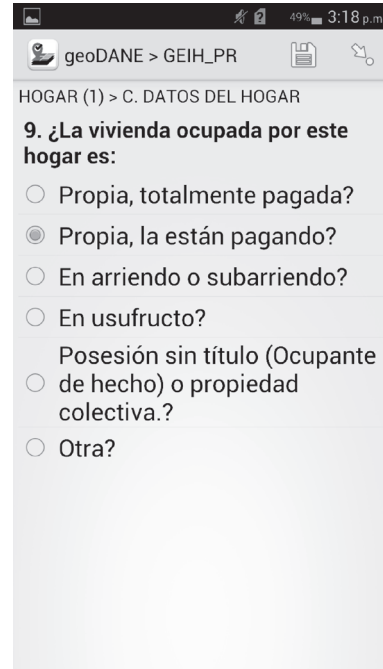 49% 3:18 p.m
geoDANE > GEIH_PR
HOGAR (1) > C. DATOS DEL HOGAR
9. ¿La vivienda ocupada por este
hogar es:
Propia, totalmente pagada?
Propia, la están pagando?
En arriendo o subarriendo?
En usufructo?
Posesión sin título (Ocupante
de hecho) o propiedad
colectiva.?
Otra?